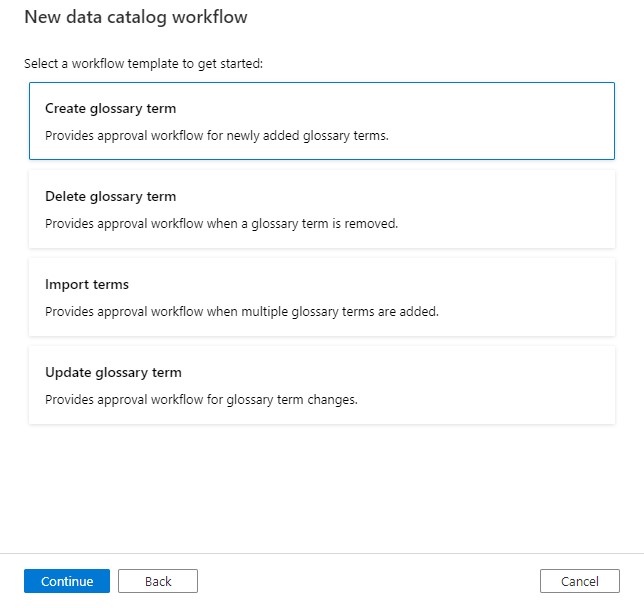 New data catalog workflow
Select a workflow template to get started:
Create glossary term
Provides approval workflow for newly added glossary terms.
Delete glossary term
Provides approval workflow when a glossary term is removed.
Import terms
Provides approval workflow when multiple glossary terms are added.
Update glossary term
Provides approval workflow for glossary term changes.
Continue
Back
Cancel